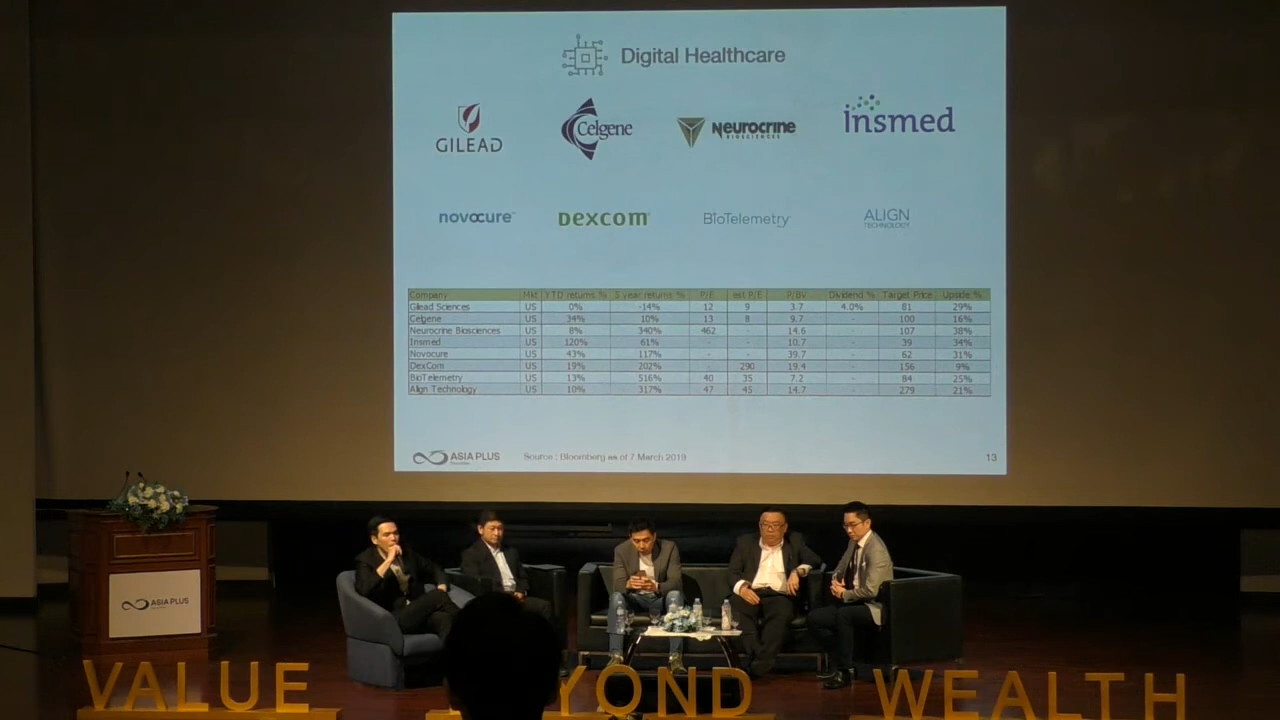 Digital Healthcare
GILEAD
Celgene
NEUROCRINE
BIOSCIENCES
insmed
novocure
DEXCOM
BioTelemetry
ALIGN
TECHNOLOGY
Company Mkt YTD returns % 5 year returns % P/E est P/E P/BV Dividend % Target Price Upside %
Gilead Sciences US 0% -14% 12 9 3.7 4.0% 81 29%
Celgene US 34% 10% 13 8 9.7 - 100 16%
Neurocrine Biosciences US 8% 340% 462 - 14.6 - 107 38%
Insmed US 120% 61% - - 10.7 - 39 34%
Novocure US 43% 117% - - 39.7 - 62 31%
DexCom US 19% 202% - 290 19.4 - 156 9%
BioTelemetry US 13% 516% 40 35 7.2 - 84 25%
Align Technology US 10% 317% 47 45 14.7 - 279 21%
ASIA PLUS
Source : Bloomberg as of 7 March 2019
13
ASIA PLUS
VALUE
YOND
WEALTH